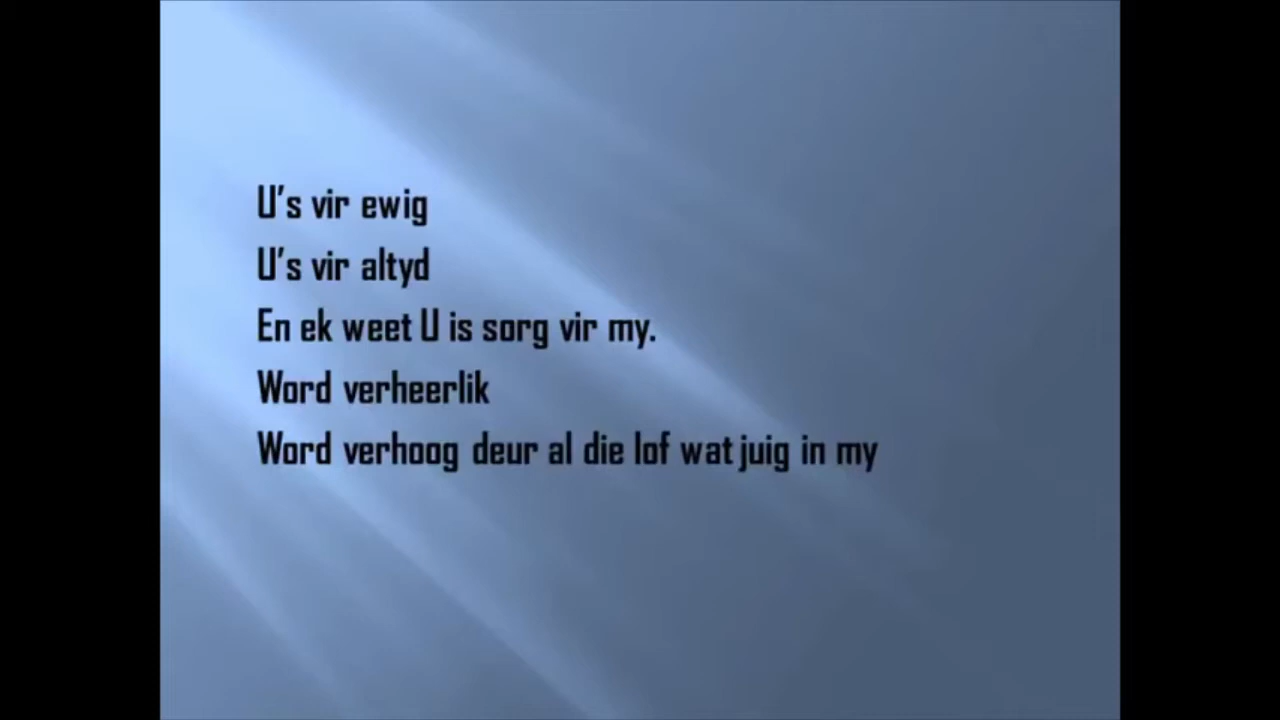 U's vir ewig
U's vir altyd
En ek weet U is sorg vir my.
Word verheerlik
Word verhoog deur al die lof wat juig in my